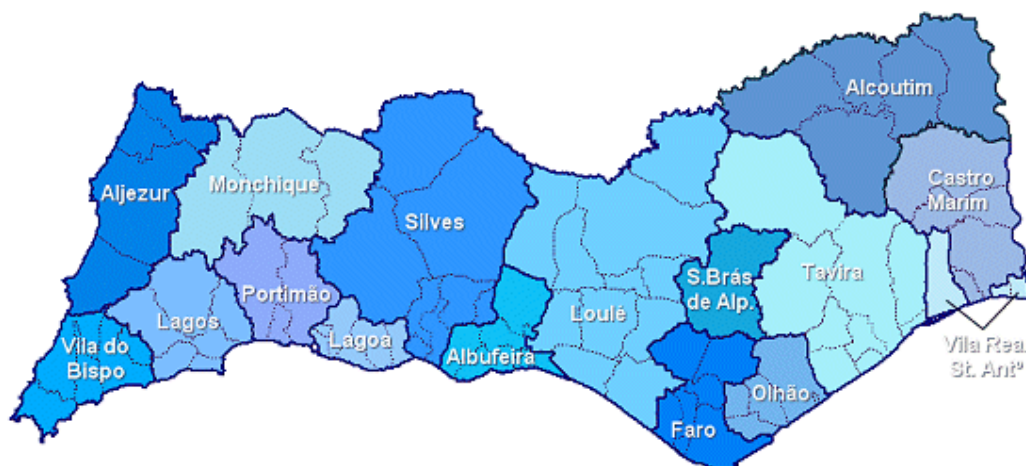 Alcoutim
Aljezur
Monchique
Castro
Marim
Silves
S.Brás
de Alp.
Tavira
Portimão
Lagos
Loulé
Lagoa
Vila do
Bispo
Albufeira
Vila Rea
St. Antº
Olhão
Faro